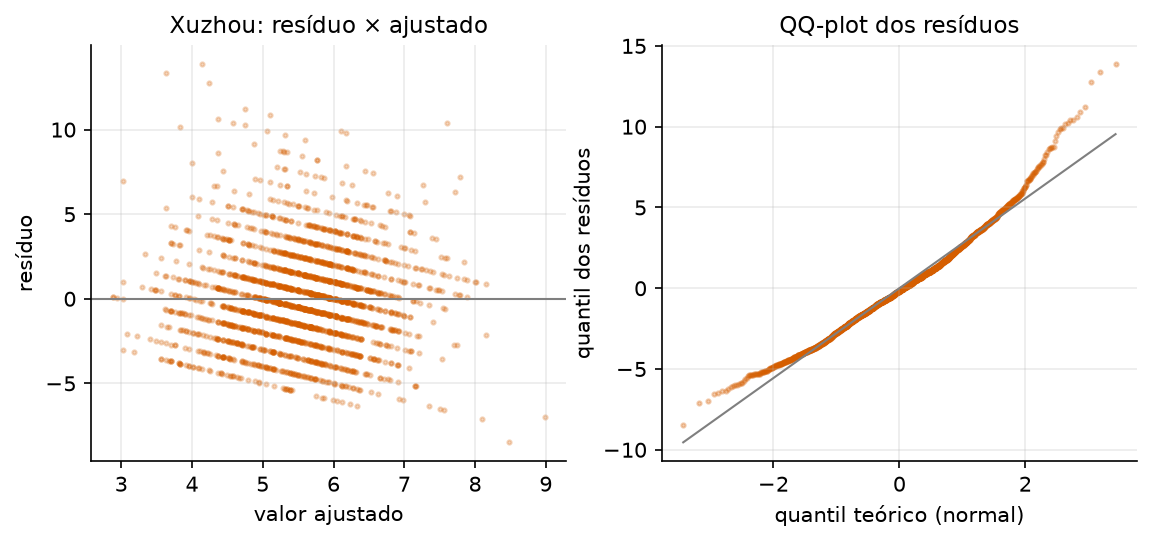 Xuzhou: resíduo × ajustado
resíduo
10
5
0
−5
3 4 5 6 7 8 9
valor ajustado
QQ-plot dos resíduos
quantil dos resíduos
15
10
5
0
−5
−10
−2 0 2
quantil teórico (normal)